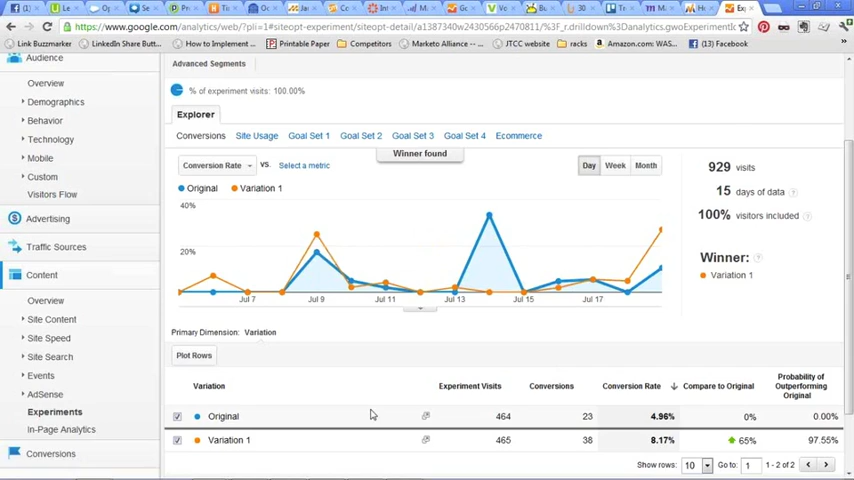 https://www.google.com/analytics/web/?pli=1#siteopt-experiment/siteopt-detail/a1387340w2430566p2470811/%3F_r.drilldown%3Danalytics.gwoExperimentId
Link Buzzmarker LinkedIn Share Butt... How to Implement ... Printable Paper Competitors Marketo Alliance -... JTCC website racks Amazon.com: WAS... (13) Facebook
Audience
Overview
Demographics
Behavior
Technology
Mobile
Custom
Visitors Flow
Advertising
Traffic Sources
Content
Overview
Site Content
Site Speed
Site Search
Events
AdSense
Experiments
In-Page Analytics
Conversions
Advanced Segments
% of experiment visits: 100.00%
Explorer
Conversions Site Usage Goal Set 1 Goal Set 2 Goal Set 3 Goal Set 4 Ecommerce
Winner found
Conversion Rate VS. Select a metric Day Week Month
Original Variation 1
40%
20%
Jul 7 Jul 9 Jul 11 Jul 13 Jul 15 Jul 17
929 visits
15 days of data
100% visitors included
Winner:
Variation 1
Primary Dimension: Variation
Plot Rows
Variation Experiment Visits Conversions Conversion Rate Compare to Original Probability of Outperforming Original
Original 464 23 4.96% 0% 0.00%
Variation 1 465 38 8.17% 65% 97.55%
Show rows: 10 Go to: 1 1 - 2 of 2